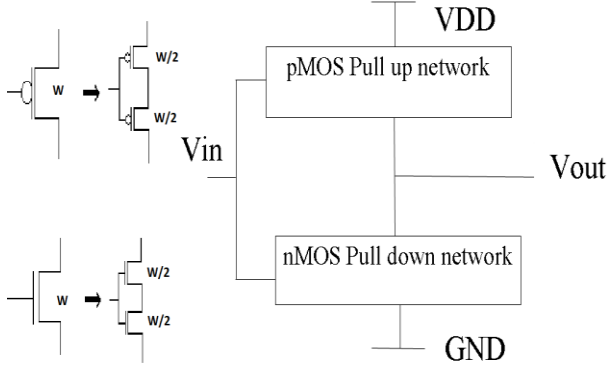 VDD
W/2
W
W/2
pMOS Pull up network
Vin
Vout
W/2
W
W/2
nMOS Pull down network
GND